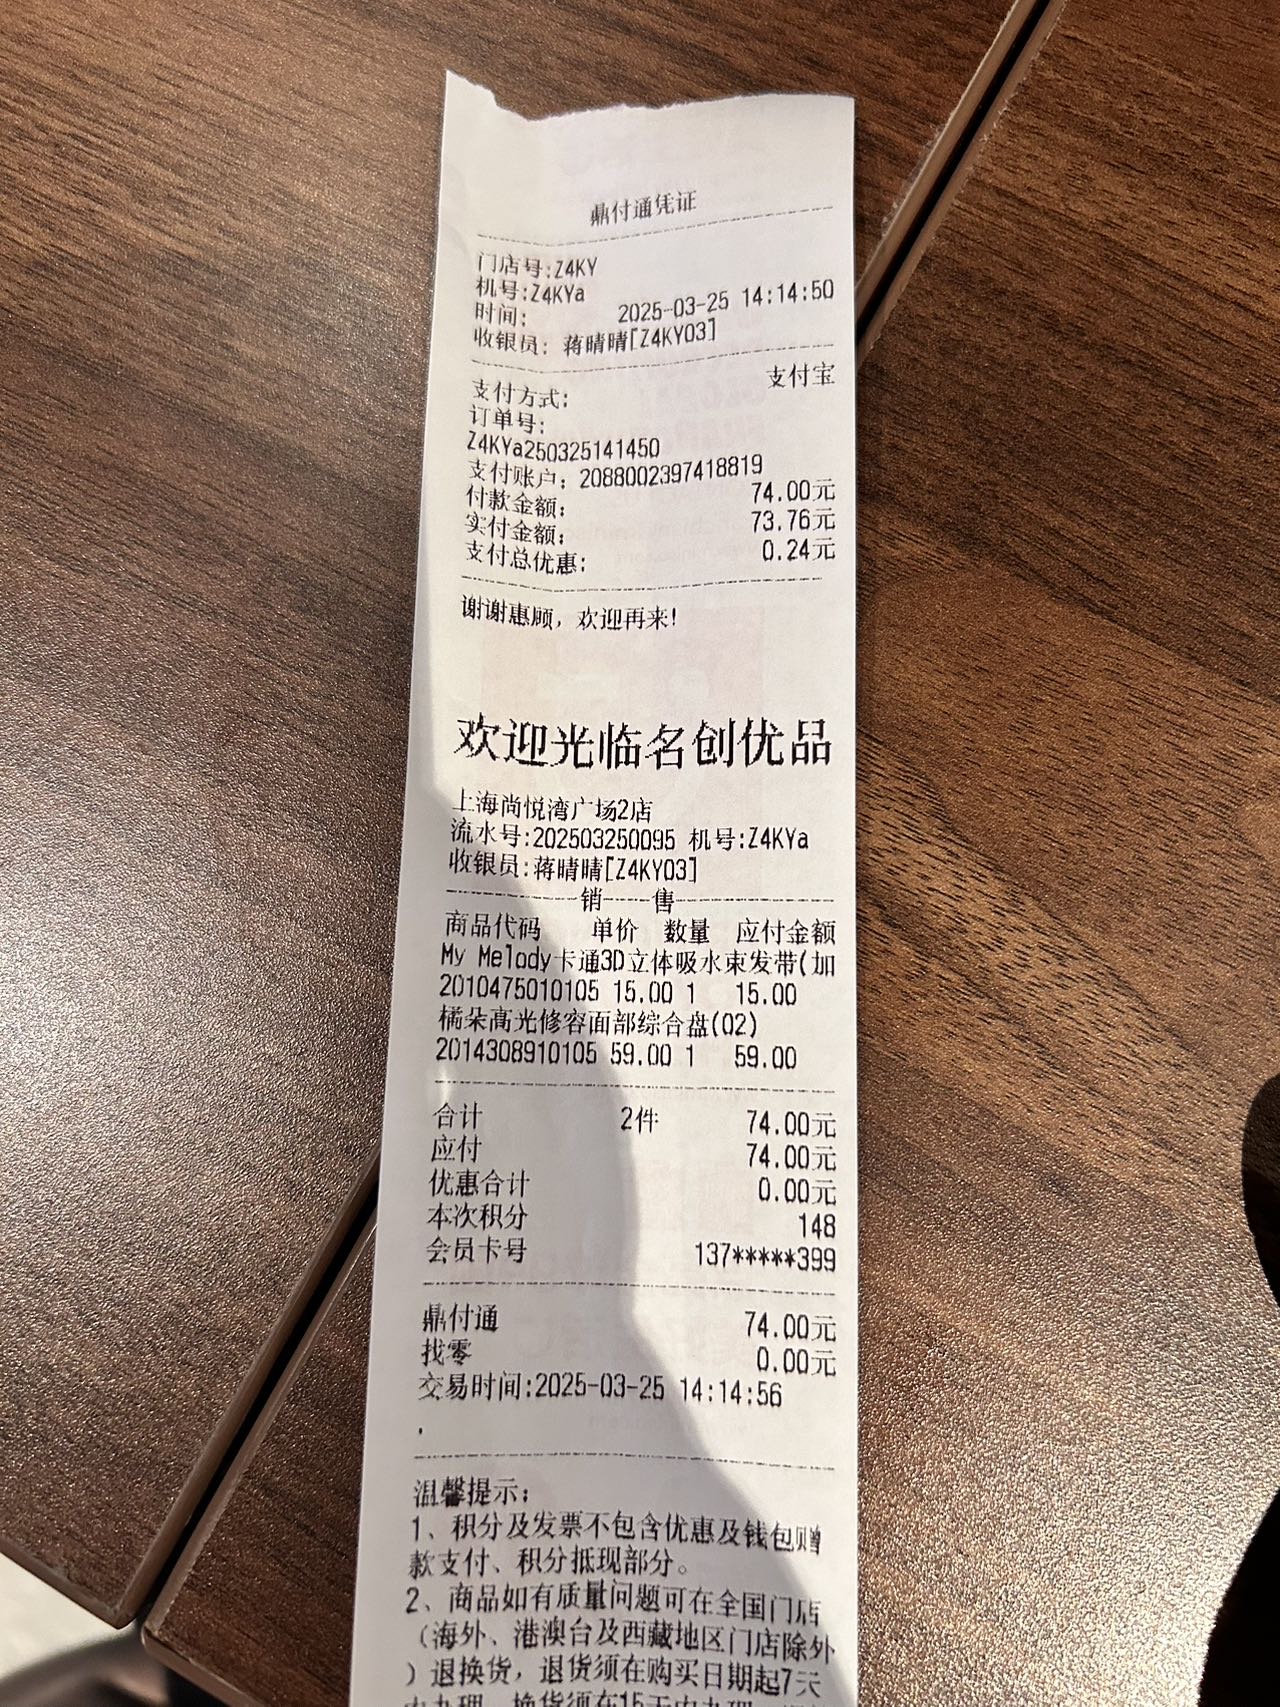 鼎付通凭证
门店号:Z4KY
机号:Z4KYa
时间: 2025-03-25 14:14:50
收银员: 蒋晴晴[Z4KY03]
支付方式: 支付宝
订单号:
Z4KYa250325141450
支付账户: 2088002397418819
付款金额: 74.00元
实付金额: 73.76元
支付总优惠: 0.24元
谢谢惠顾，欢迎再来!
欢迎光临名创优品
上海尚悦湾广场2店
流水号:202503250095 机号:Z4KYa
收银员:蒋晴晴[Z4KY03]
销 售
商品代码 单价 数量 应付金额
My Melody卡通3D立体吸水束发带(加
2010475010105 15.00 1 15.00
橘朵高光修容面部综合盘(02)
2014308910105 59.00 1 59.00
合计 2件 74.00元
应付 74.00元
优惠合计 0.00元
本次积分 148
会员卡号 137*****399
鼎付通 74.00元
找零 0.00元
交易时间:2025-03-25 14:14:56
.
温馨提示:
1、积分及发票不包含优惠及钱包赠
款支付、积分抵现部分。
2、商品如有质量问题可在全国门店
（海外、港澳台及西藏地区门店除外
）退换货，退货须在购买日期起7天
内办理，换货须在15天内办理